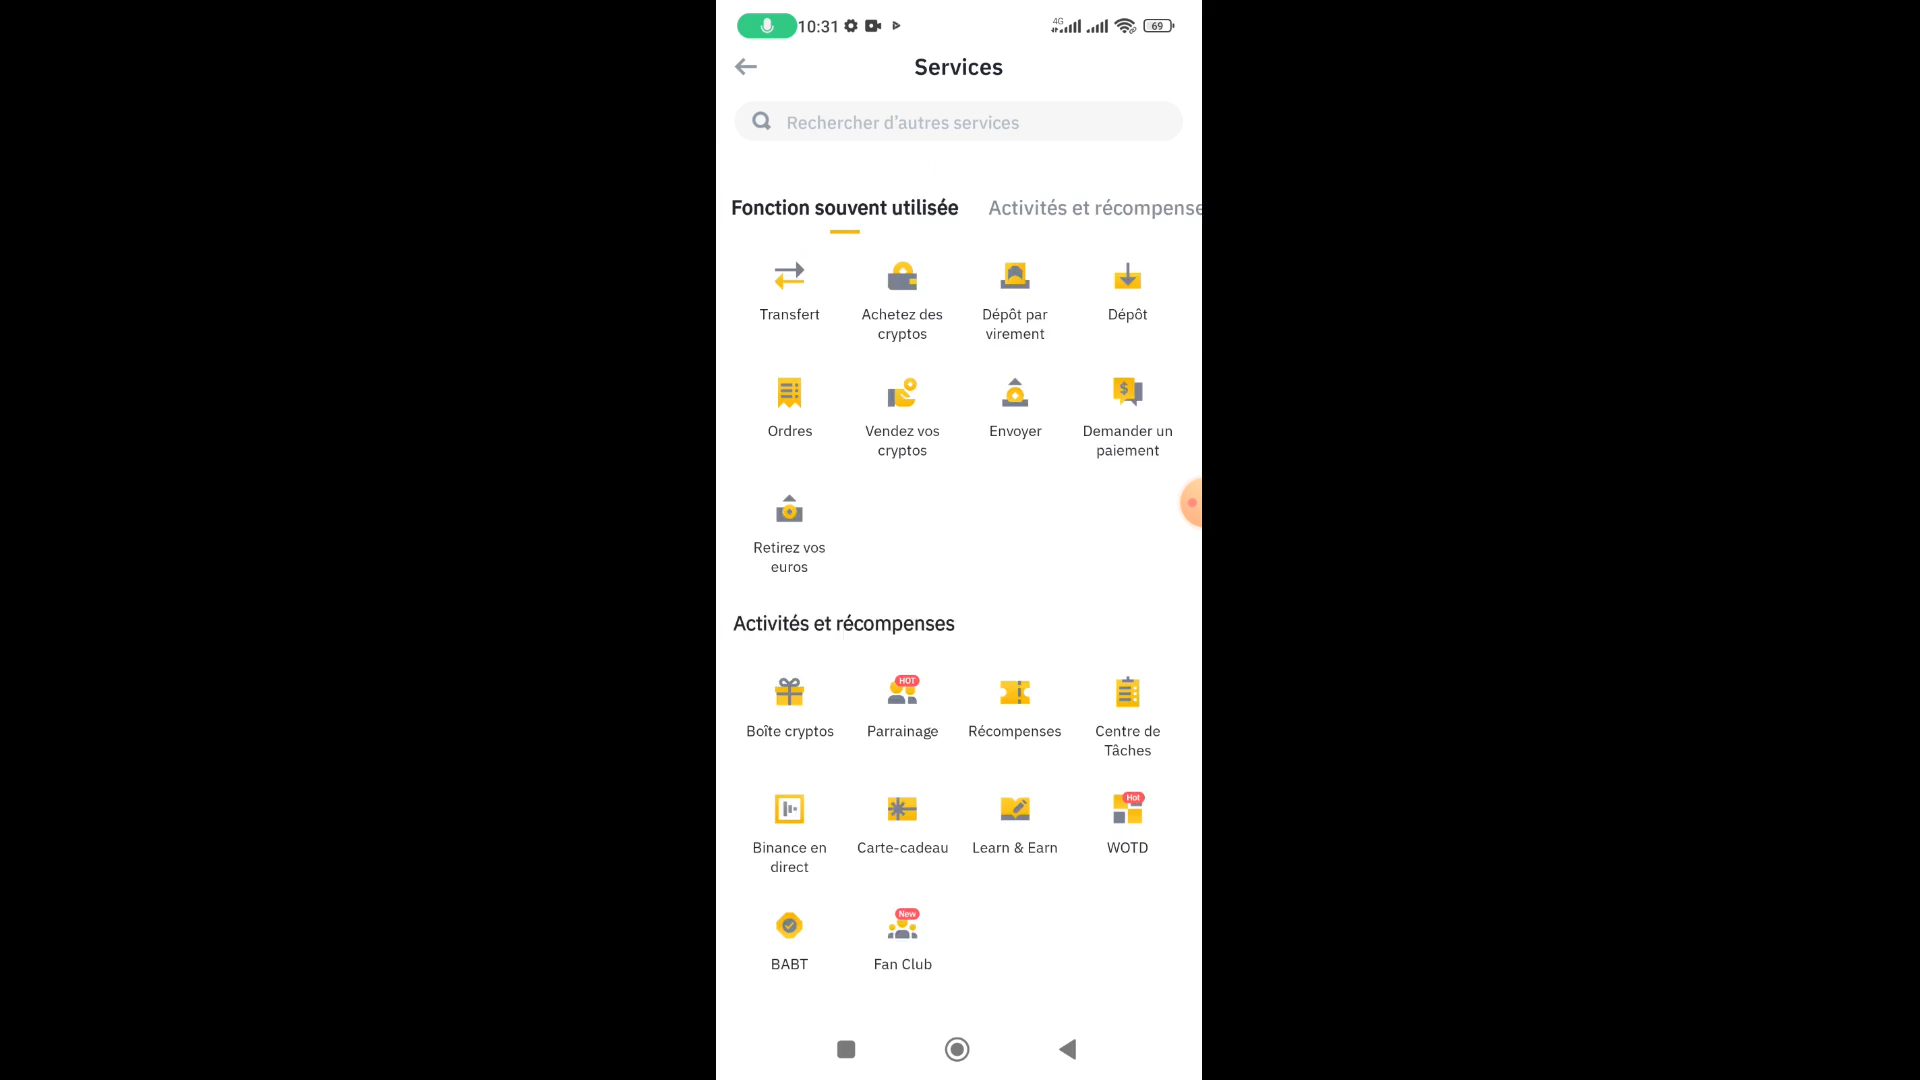 10:31
4G
69
Services
Rechercher d’autres services
Fonction souvent utilisée
Activités et récompense
Transfert
Achetez des
cryptos
Dépôt par
virement
Dépôt
$
Ordres
Vendez vos
cryptos
Envoyer
Demander un
paiement
Retirez vos
euros
Activités et récompenses
HOT
Boîte cryptos
Parrainage
Récompenses
Centre de
Tâches
Hot
Binance en
direct
Carte-cadeau
Learn & Earn
WOTD
New
BABT
Fan Club